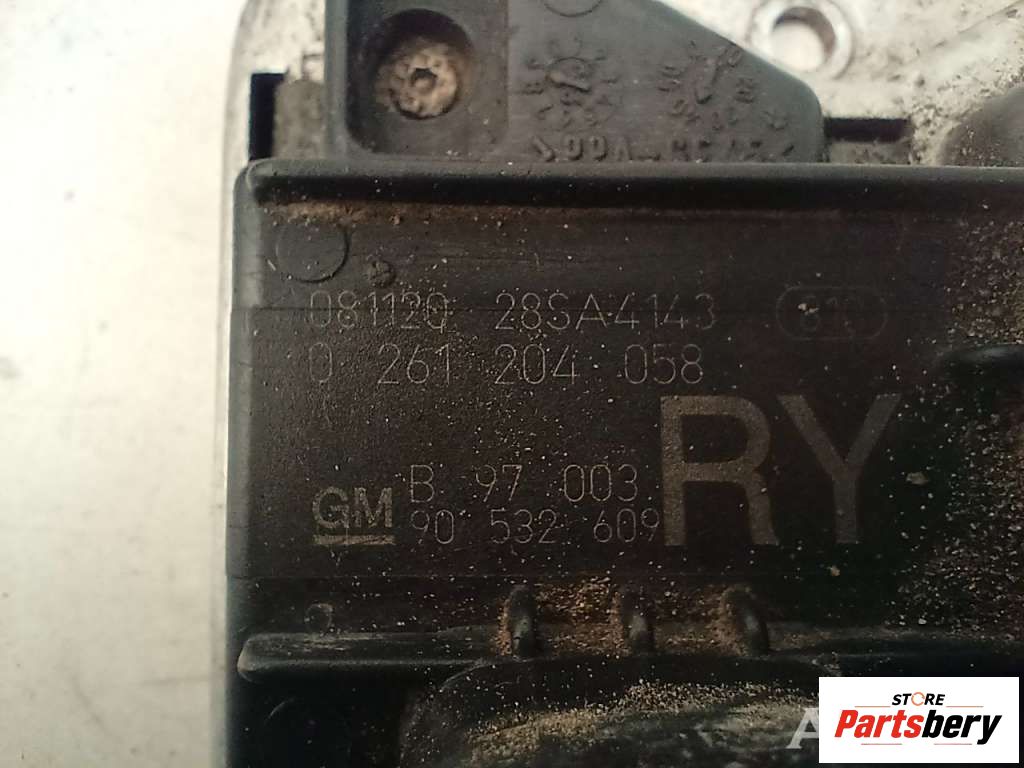 081120 28SA4143
0 261 204 058
RY
B 97 003
GM 90 532 609
STORE
Partsbery